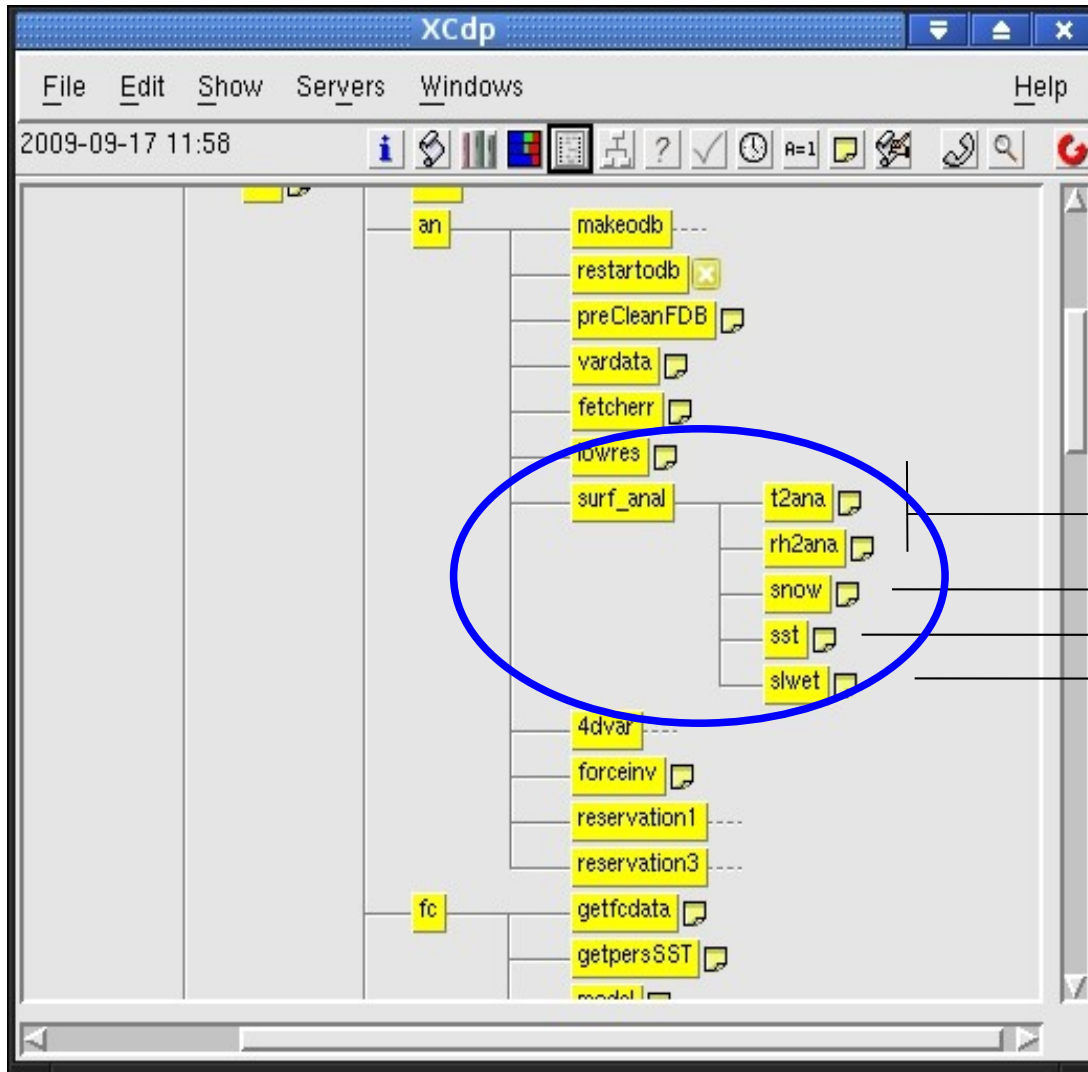 XCdp
File Edit Show Servers Windows Help
2009-09-17 11:58 i ? A=1
an makeodb
restartodb
preCleanFDB
vardata
fetcherr
lowres
surf_anal t2ana
rh2ana
snow
sst
slwet
4dvar
forceinv
reservation1
reservation3
fc getfcdata
getpersSST
model